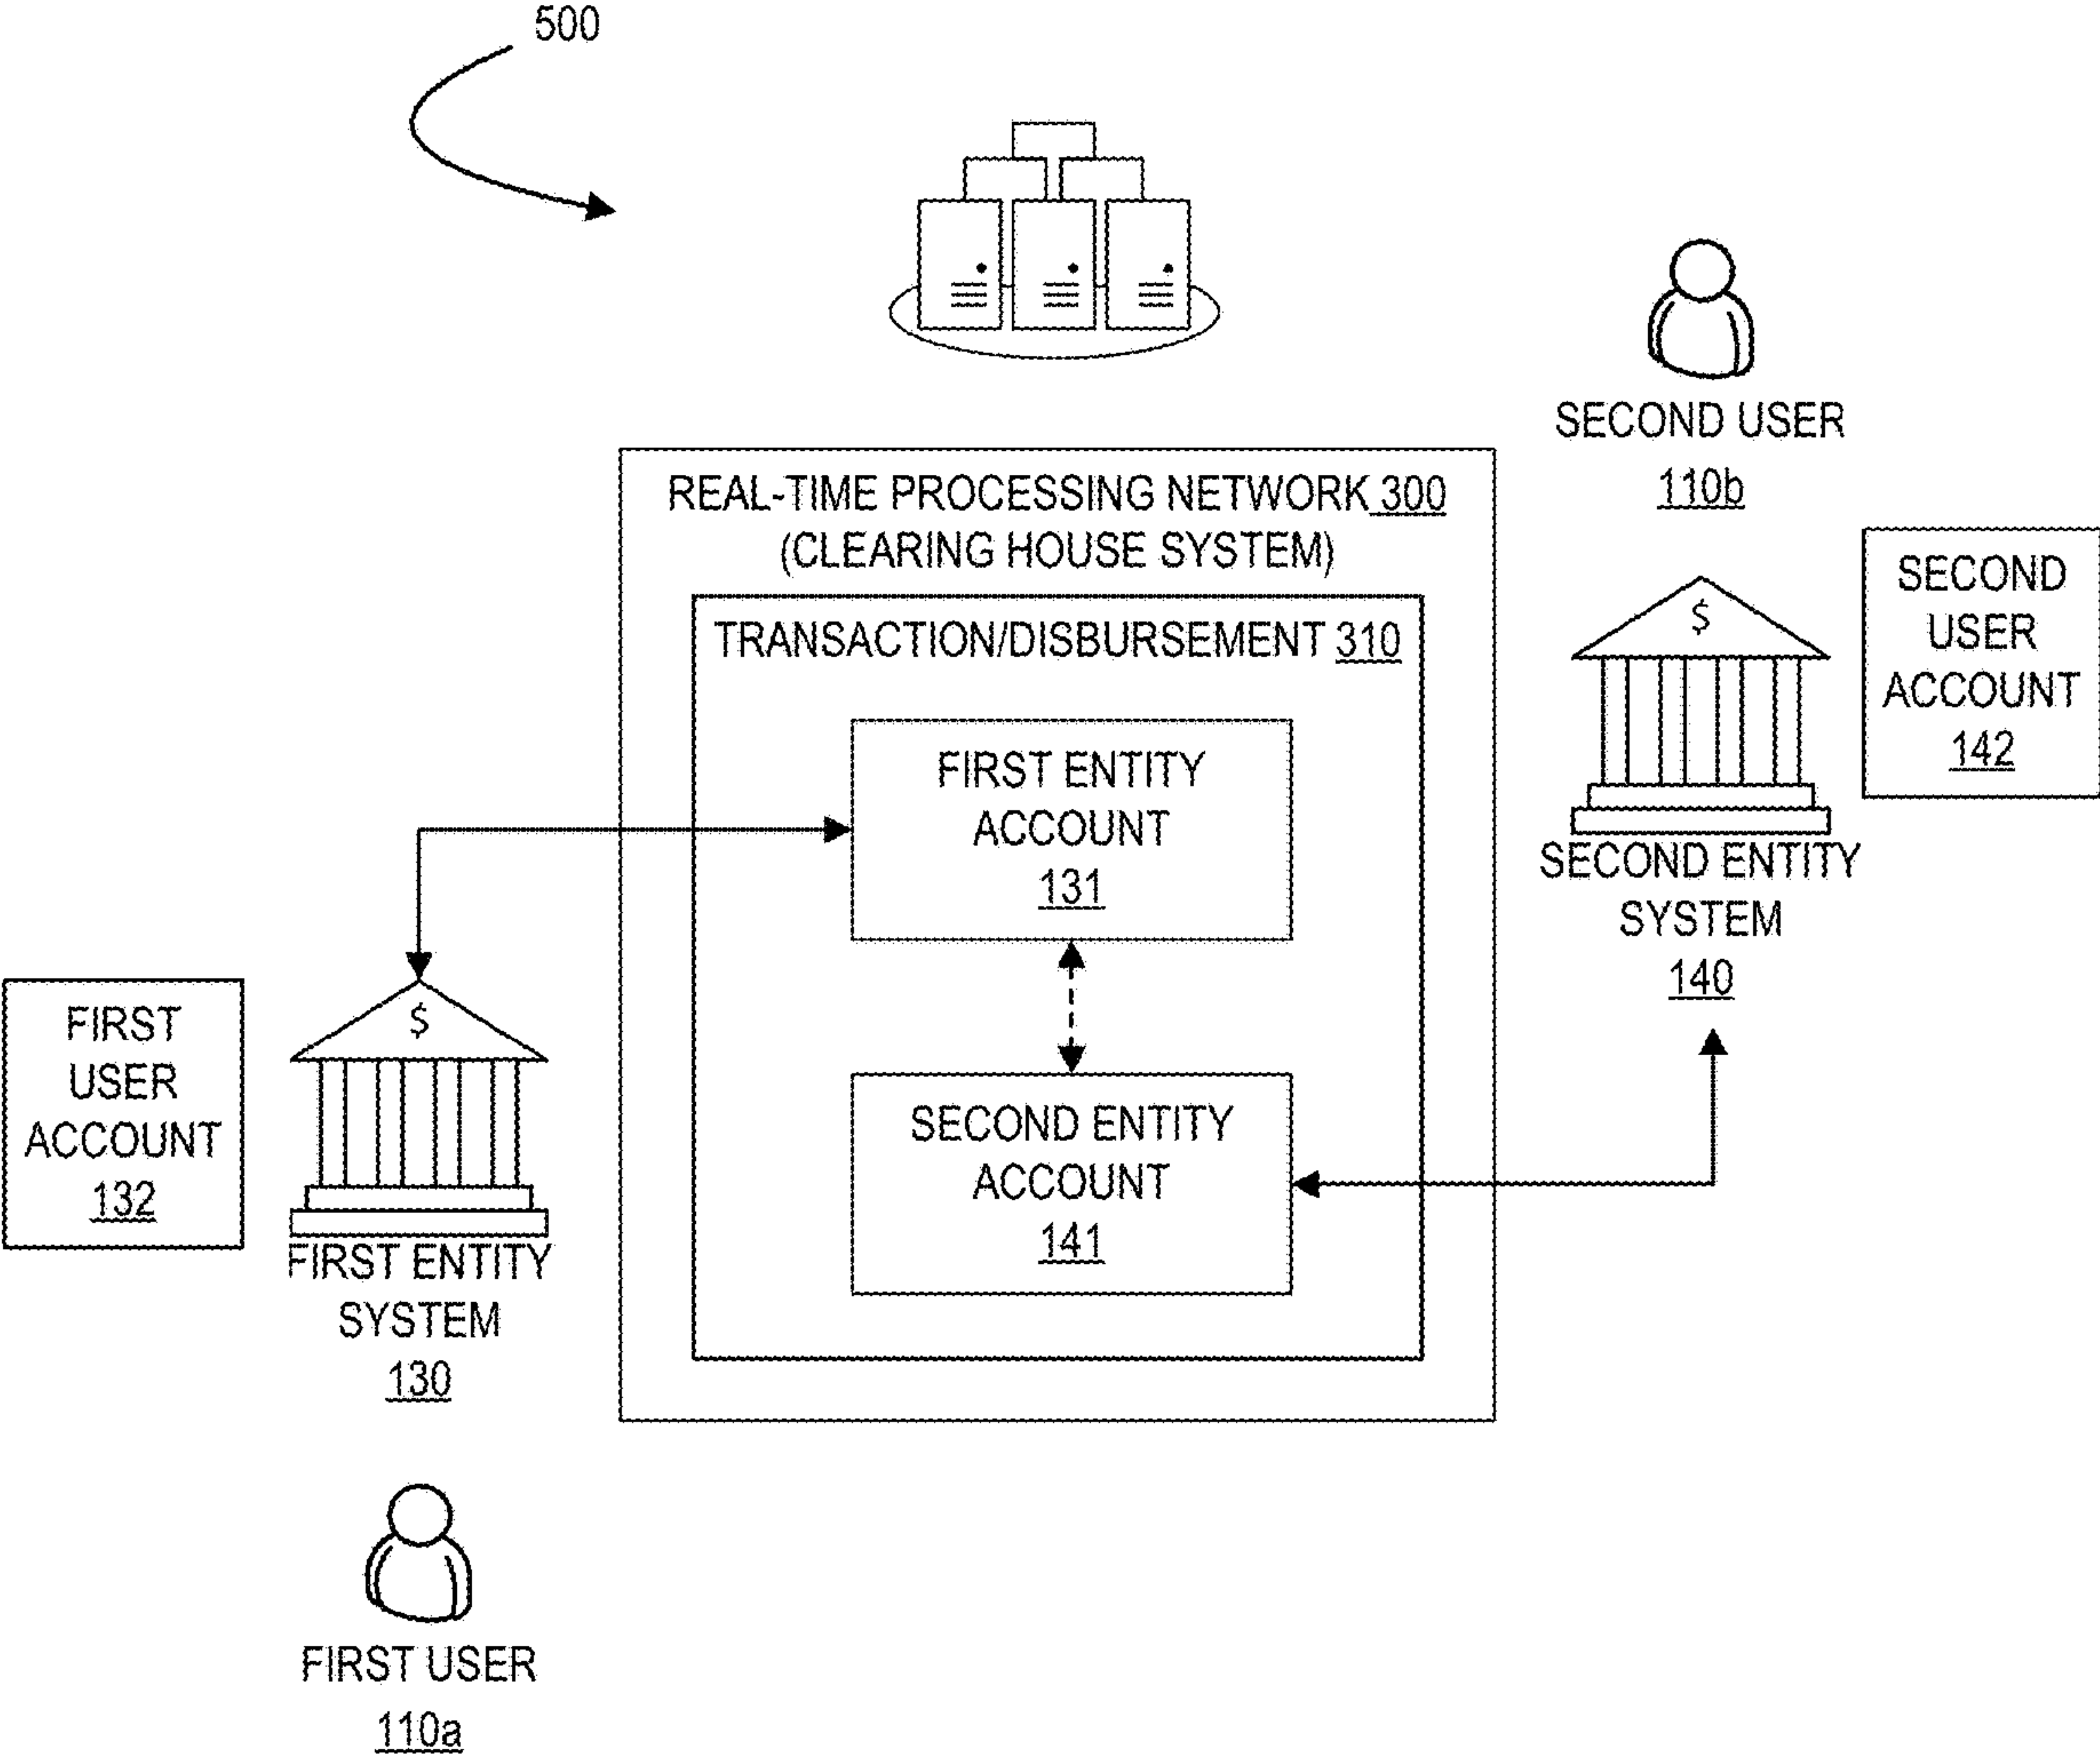 500
SECOND USER
110b
REAL-TIME PROCESSING NETWORK 300
(CLEARING HOUSE SYSTEM)
TRANSACTION/DISBURSEMENT 310
FIRST ENTITY
ACCOUNT
131
SECOND ENTITY
ACCOUNT
141
$
SECOND ENTITY
SYSTEM
140
SECOND
USER
ACCOUNT
142
FIRST
USER
ACCOUNT
132
$
FIRST ENTITY
SYSTEM
130
FIRST USER
110a